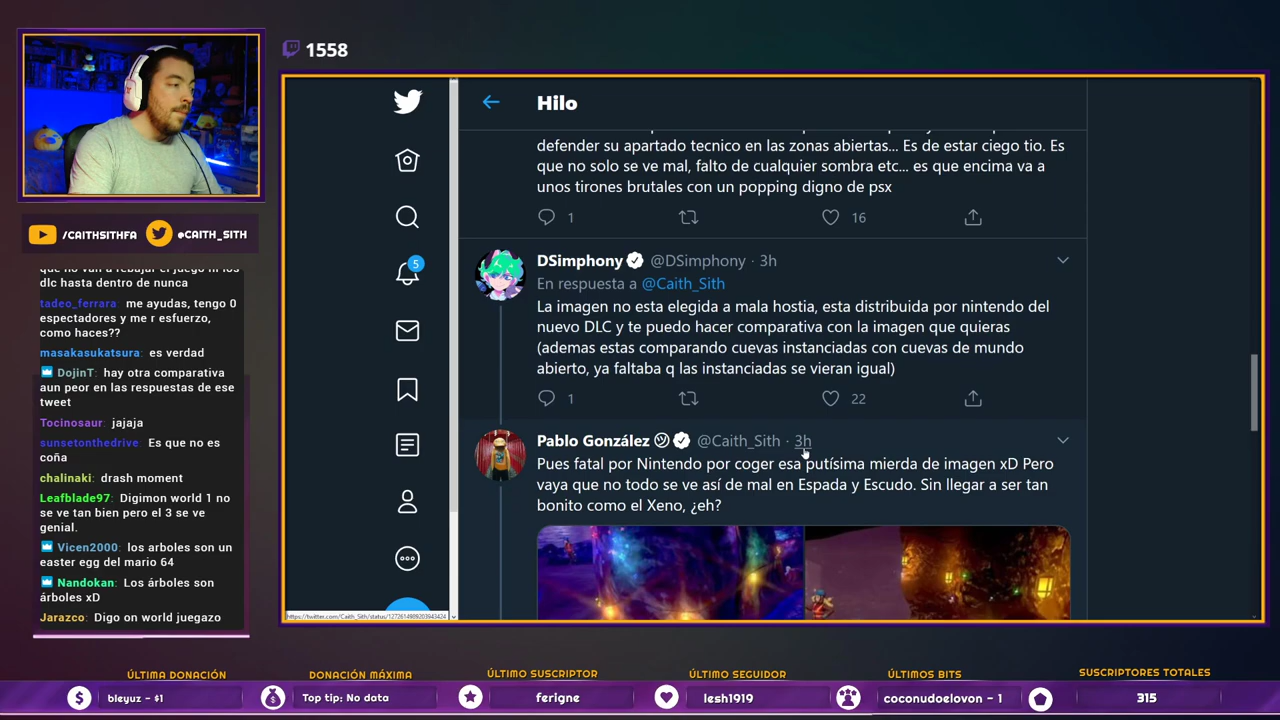 1558
/CAITHSITHFA
@CAITH_SITH
que no van a rebajar el juego ni los
dlc hasta dentro de nunca
tadeo_ferrara: me ayudas, tengo 0
espectadores y me r esfuerzo,
como haces??
masakasukatsura: es verdad
DojinT: hay otra comparativa
aun peor en las respuestas de ese
tweet
Tocinosaur: jajaja
sunsetonthedrive: Es que no es
coña
chalinaki: drash moment
Leafblade97: Digimon world 1 no
se ve tan bien pero el 3 se ve
genial.
Vicen2000: los arboles son un
easter egg del mario 64
Nandokan: Los árboles son
árboles xD
Jarazco: Digo on world juegazo
5
Hilo
defender su apartado tecnico en las zonas abiertas... Es de estar ciego tio. Es
que no solo se ve mal, falto de cualquier sombra etc... es que encima va a
unos tirones brutales con un popping digno de psx
1 16
DSimphony @DSimphony · 3h
En respuesta a @Caith_Sith
La imagen no esta elegida a mala hostia, esta distribuida por nintendo del
nuevo DLC y te puedo hacer comparativa con la imagen que quieras
(ademas estas comparando cuevas instanciadas con cuevas de mundo
abierto, ya faltaba q las instanciadas se vieran igual)
1 22
Pablo González @Caith_Sith · 3h
Pues fatal por Nintendo por coger esa putísima mierda de imagen xD Pero
vaya que no todo se ve así de mal en Espada y Escudo. Sin llegar a ser tan
bonito como el Xeno, ¿eh?
https://twitter.com/Caith_Sith/status/1272614989203943424
ÚLTIMA DONACIÓN
bleyuz - $1
DONACIÓN MÁXIMA
Top tip: No data
ÚLTIMO SUSCRIPTOR
ferigne
ÚLTIMO SEGUIDOR
lesh1919
ÚLTIMOS BITS
coconudoelovon - 1
SUSCRIPTORES TOTALES
315